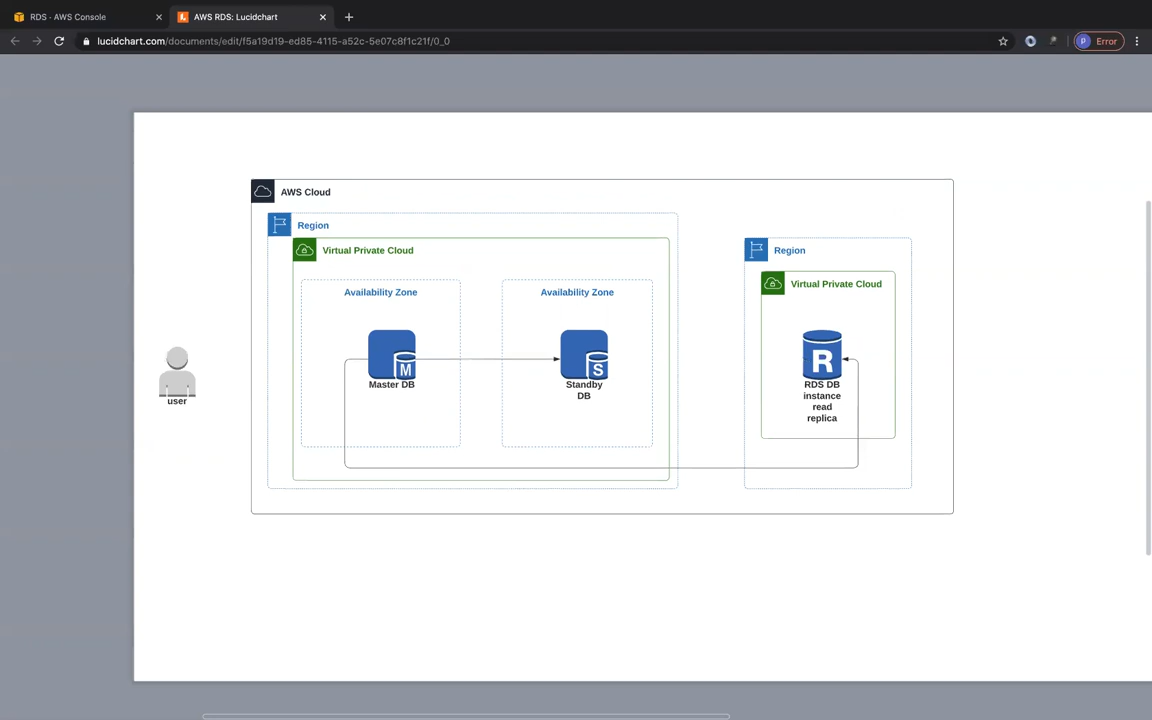 RDS · AWS Console
AWS RDS: Lucidchart
lucidchart.com/documents/edit/f5a19d19-ed85-4115-a52c-5e07c8f1c21f/0_0
P
Error
AWS Cloud
Region
Virtual Private Cloud
Availability Zone
Availability Zone
M
Master DB
S
Standby
DB
Region
Virtual Private Cloud
R
RDS DB
instance
read
replica
user